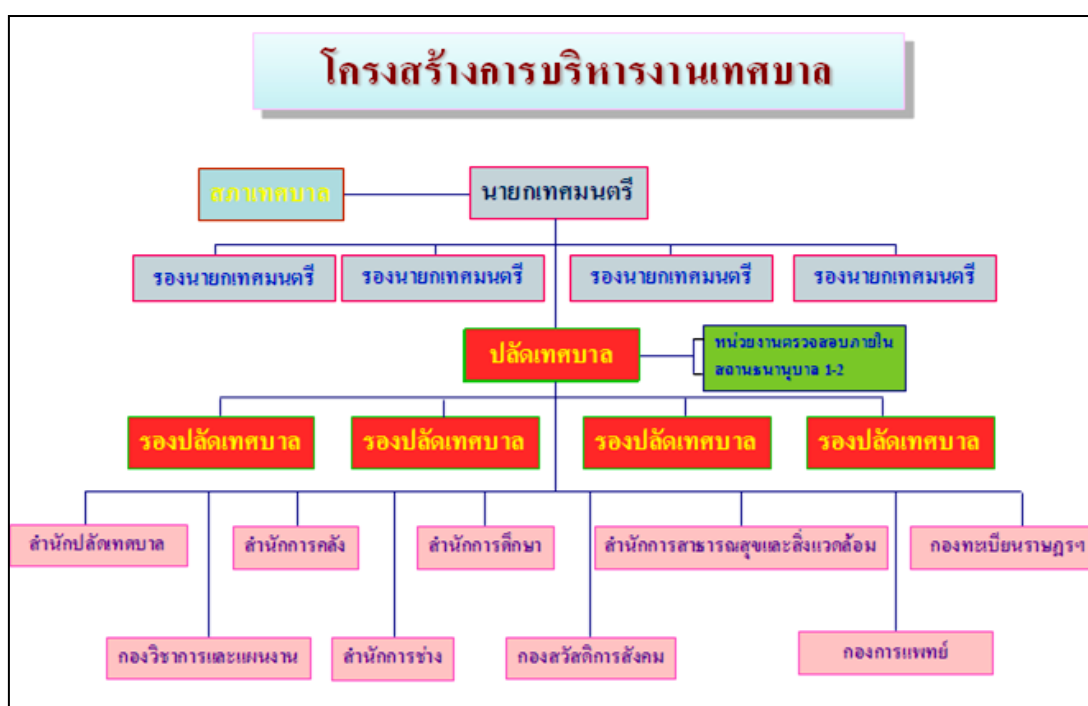 โครงสร้างการบริหารงานเทศบาล
สภาเทศบาล
นายกเทศมนตรี
รองนายกเทศมนตรี
รองนายกเทศมนตรี
รองนายกเทศมนตรี
รองนายกเทศมนตรี
ปลัดเทศบาล
หน่วยงานตรวจสอบภายใน
สถานธนานุบาล 1-2
รองปลัดเทศบาล
รองปลัดเทศบาล
รองปลัดเทศบาล
รองปลัดเทศบาล
สำนักปลัดเทศบาล
สำนักการคลัง
สำนักการศึกษา
สำนักการสาธารณสุขและสิ่งแวดล้อม
กองทะเบียนราษฎรฯ
กองวิชาการและแผนงาน
สำนักการช่าง
กองสวัสดิการสังคม
กองการแพทย์